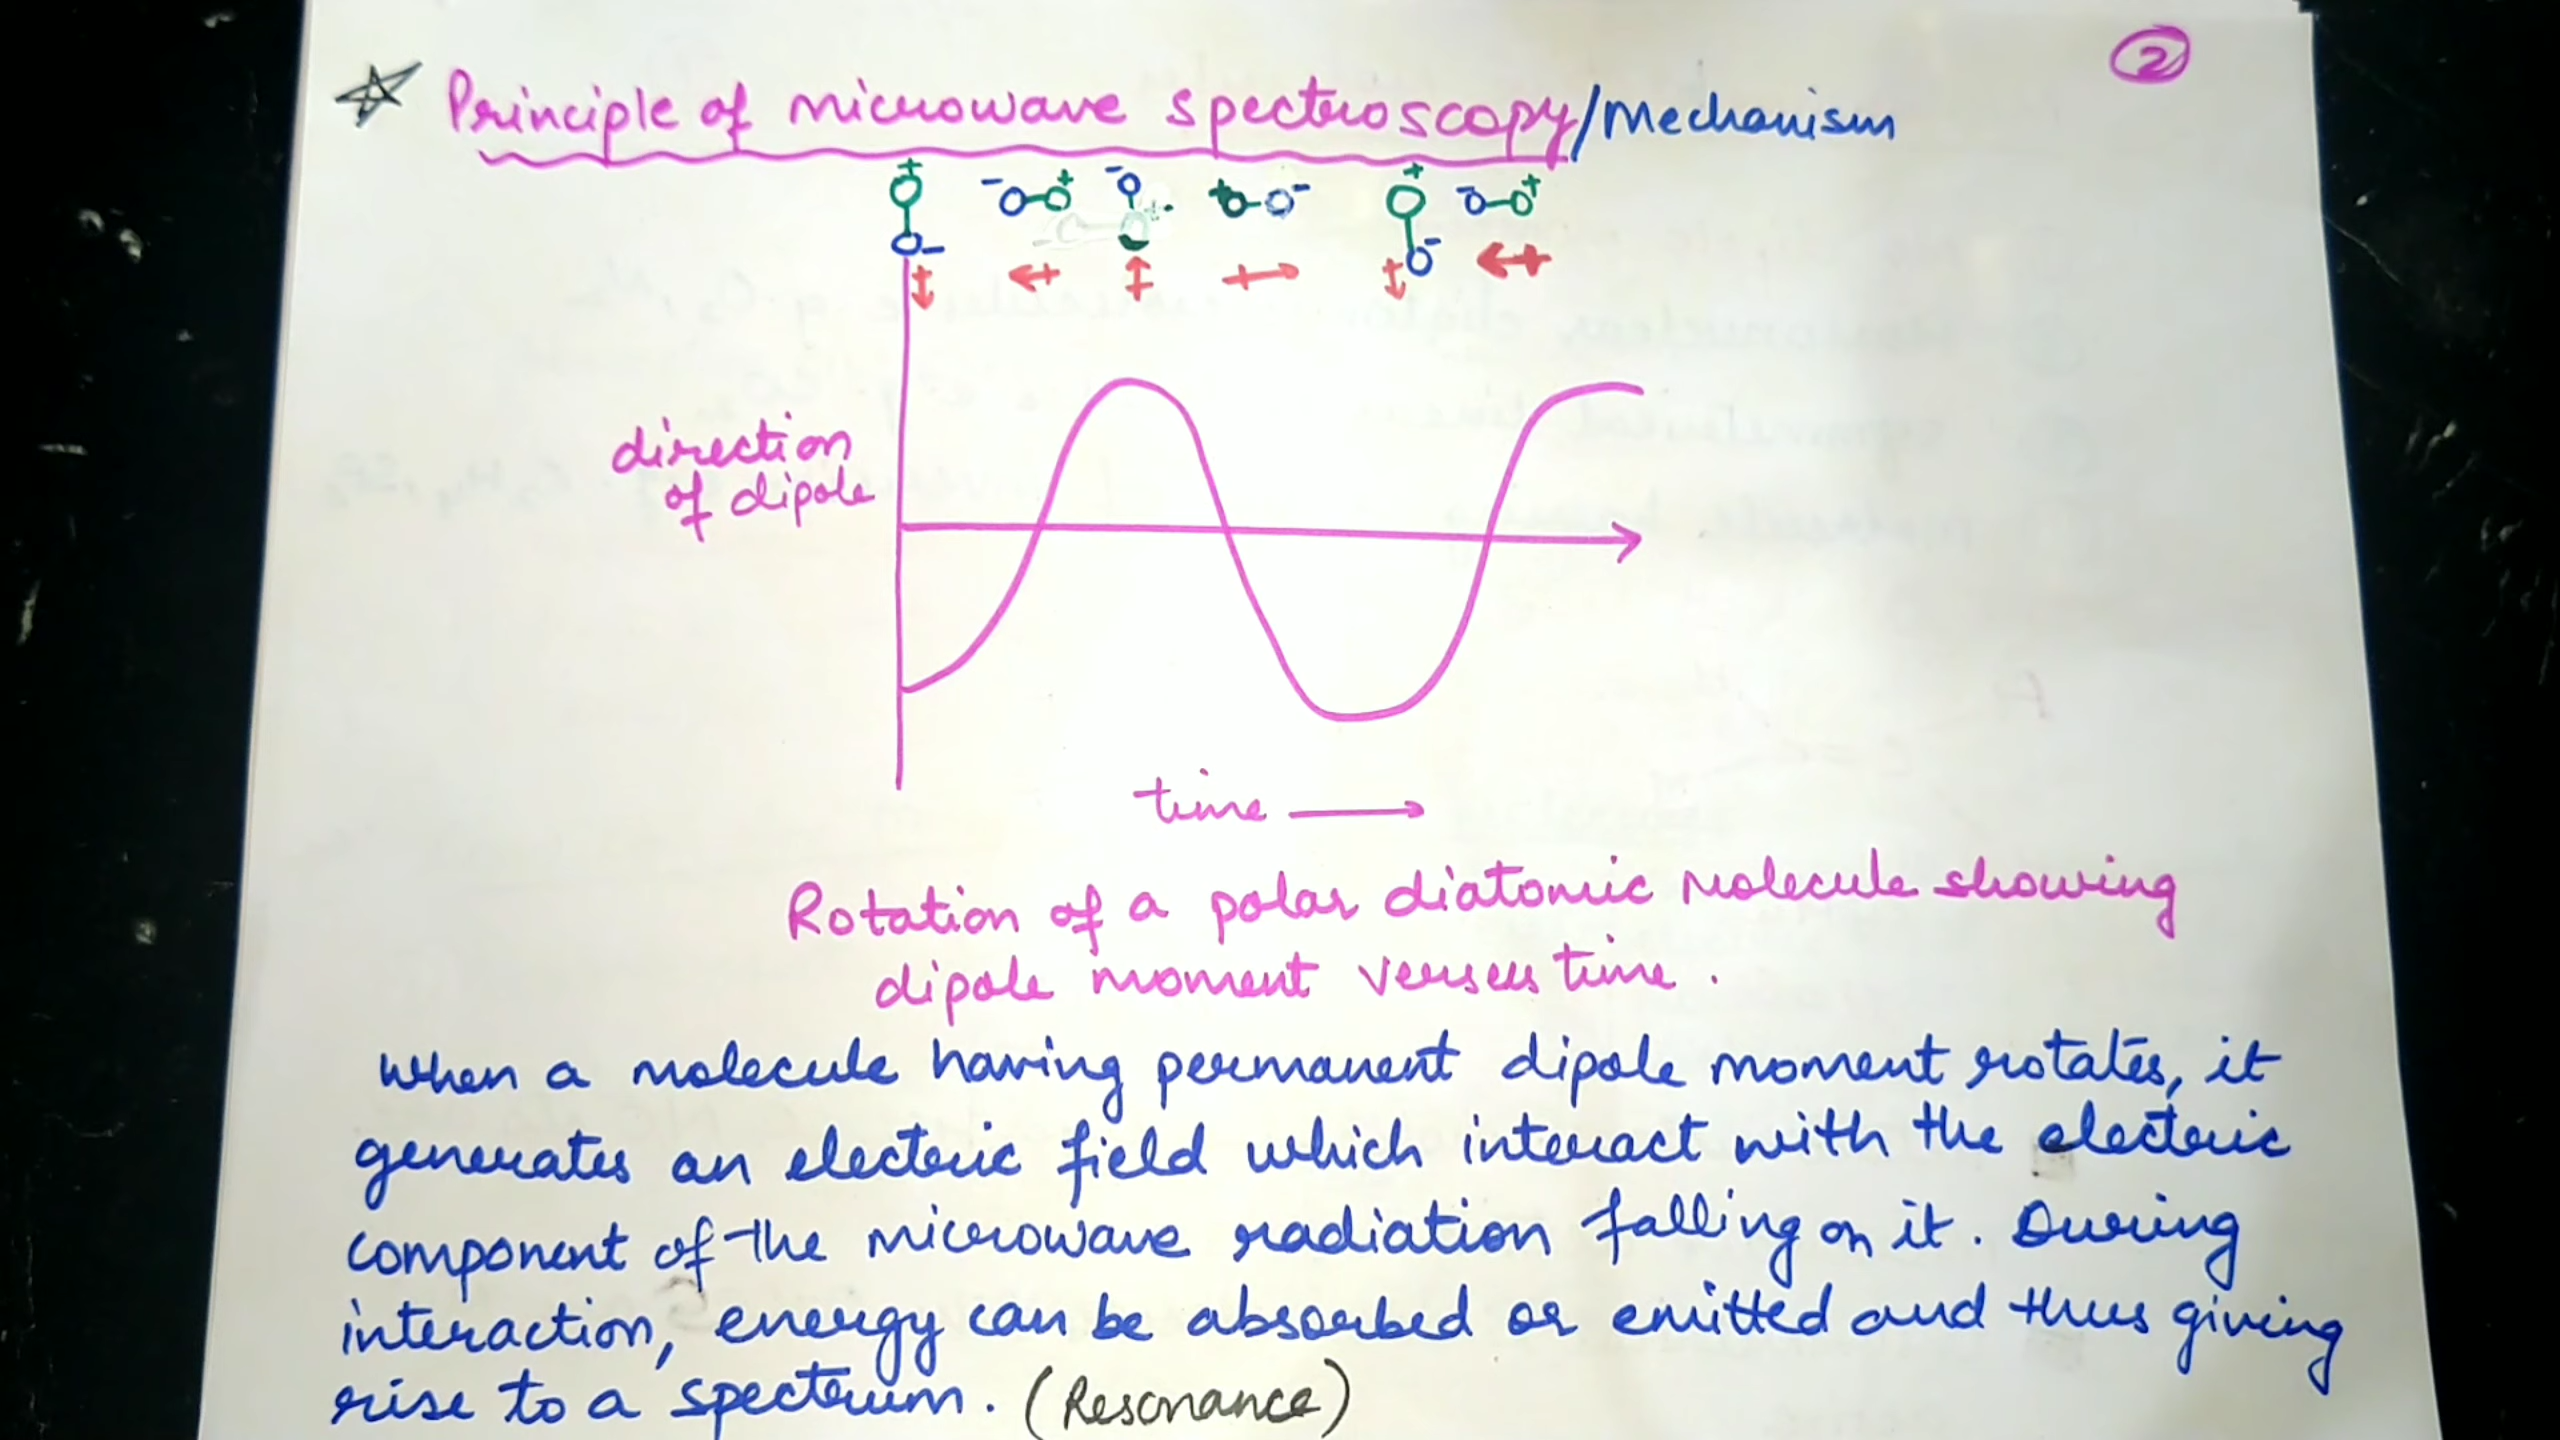 2
Principle of microwave spectroscopy/Mechanism
+ - + - + - + - - +
- + -
direction
of dipole
time
Rotation of a polar diatomic molecule showing
dipole moment versus time.
when a molecule having permanent dipole moment rotates, it
generates an electric field which interact with the electric
component of the microwave radiation falling on it. During
interaction, energy can be absorbed or emitted and thus giving
rise to a spectrum. (Resonance)